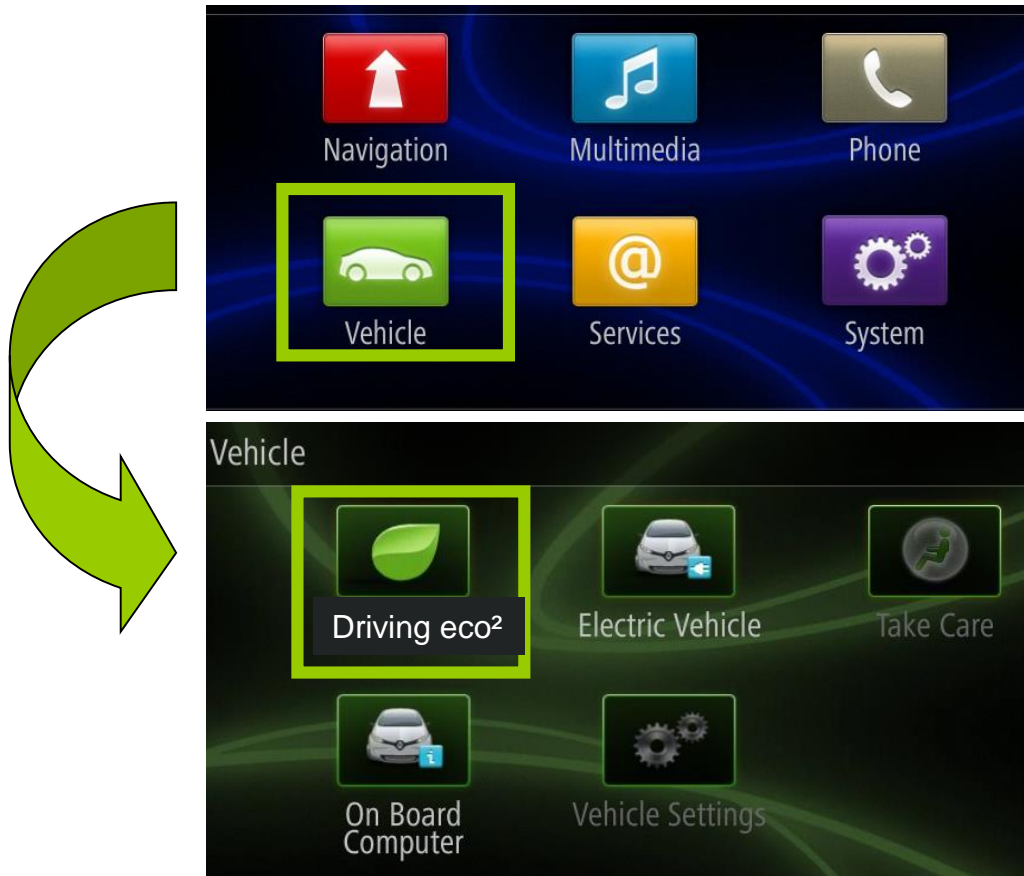 Navigation
Multimedia
Phone
Vehicle
@
Services
System
Vehicle
i
Driving eco²
Electric Vehicle
Take Care
On Board
Computer
Vehicle Settings